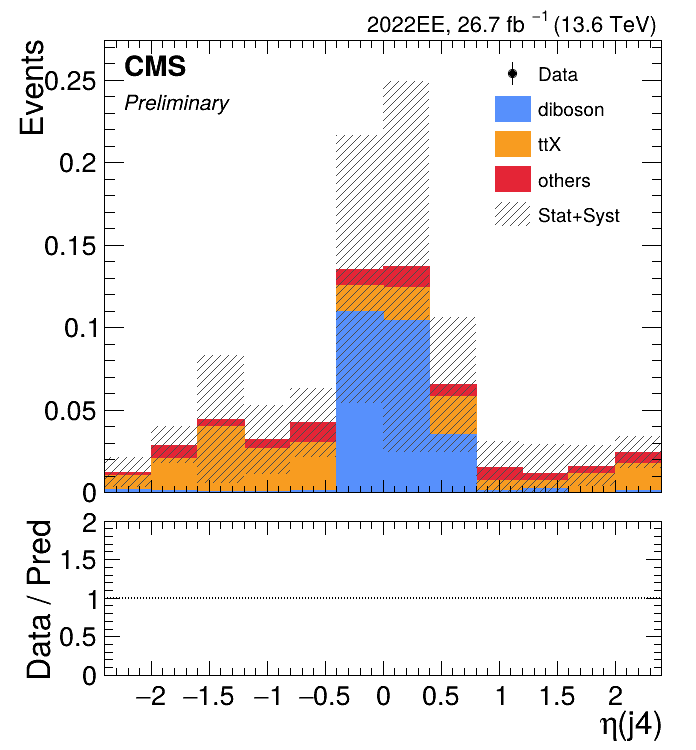 2022EE, 26.7 fb⁻¹ (13.6 TeV)
CMS
Preliminary
Data
diboson
ttX
others
Stat+Syst
Events
0.25
0.2
0.15
0.1
0.05
0
Data / Pred
2
1.5
1
0.5
0
−2 −1.5 −1 −0.5 0 0.5 1 1.5 2
η(j4)